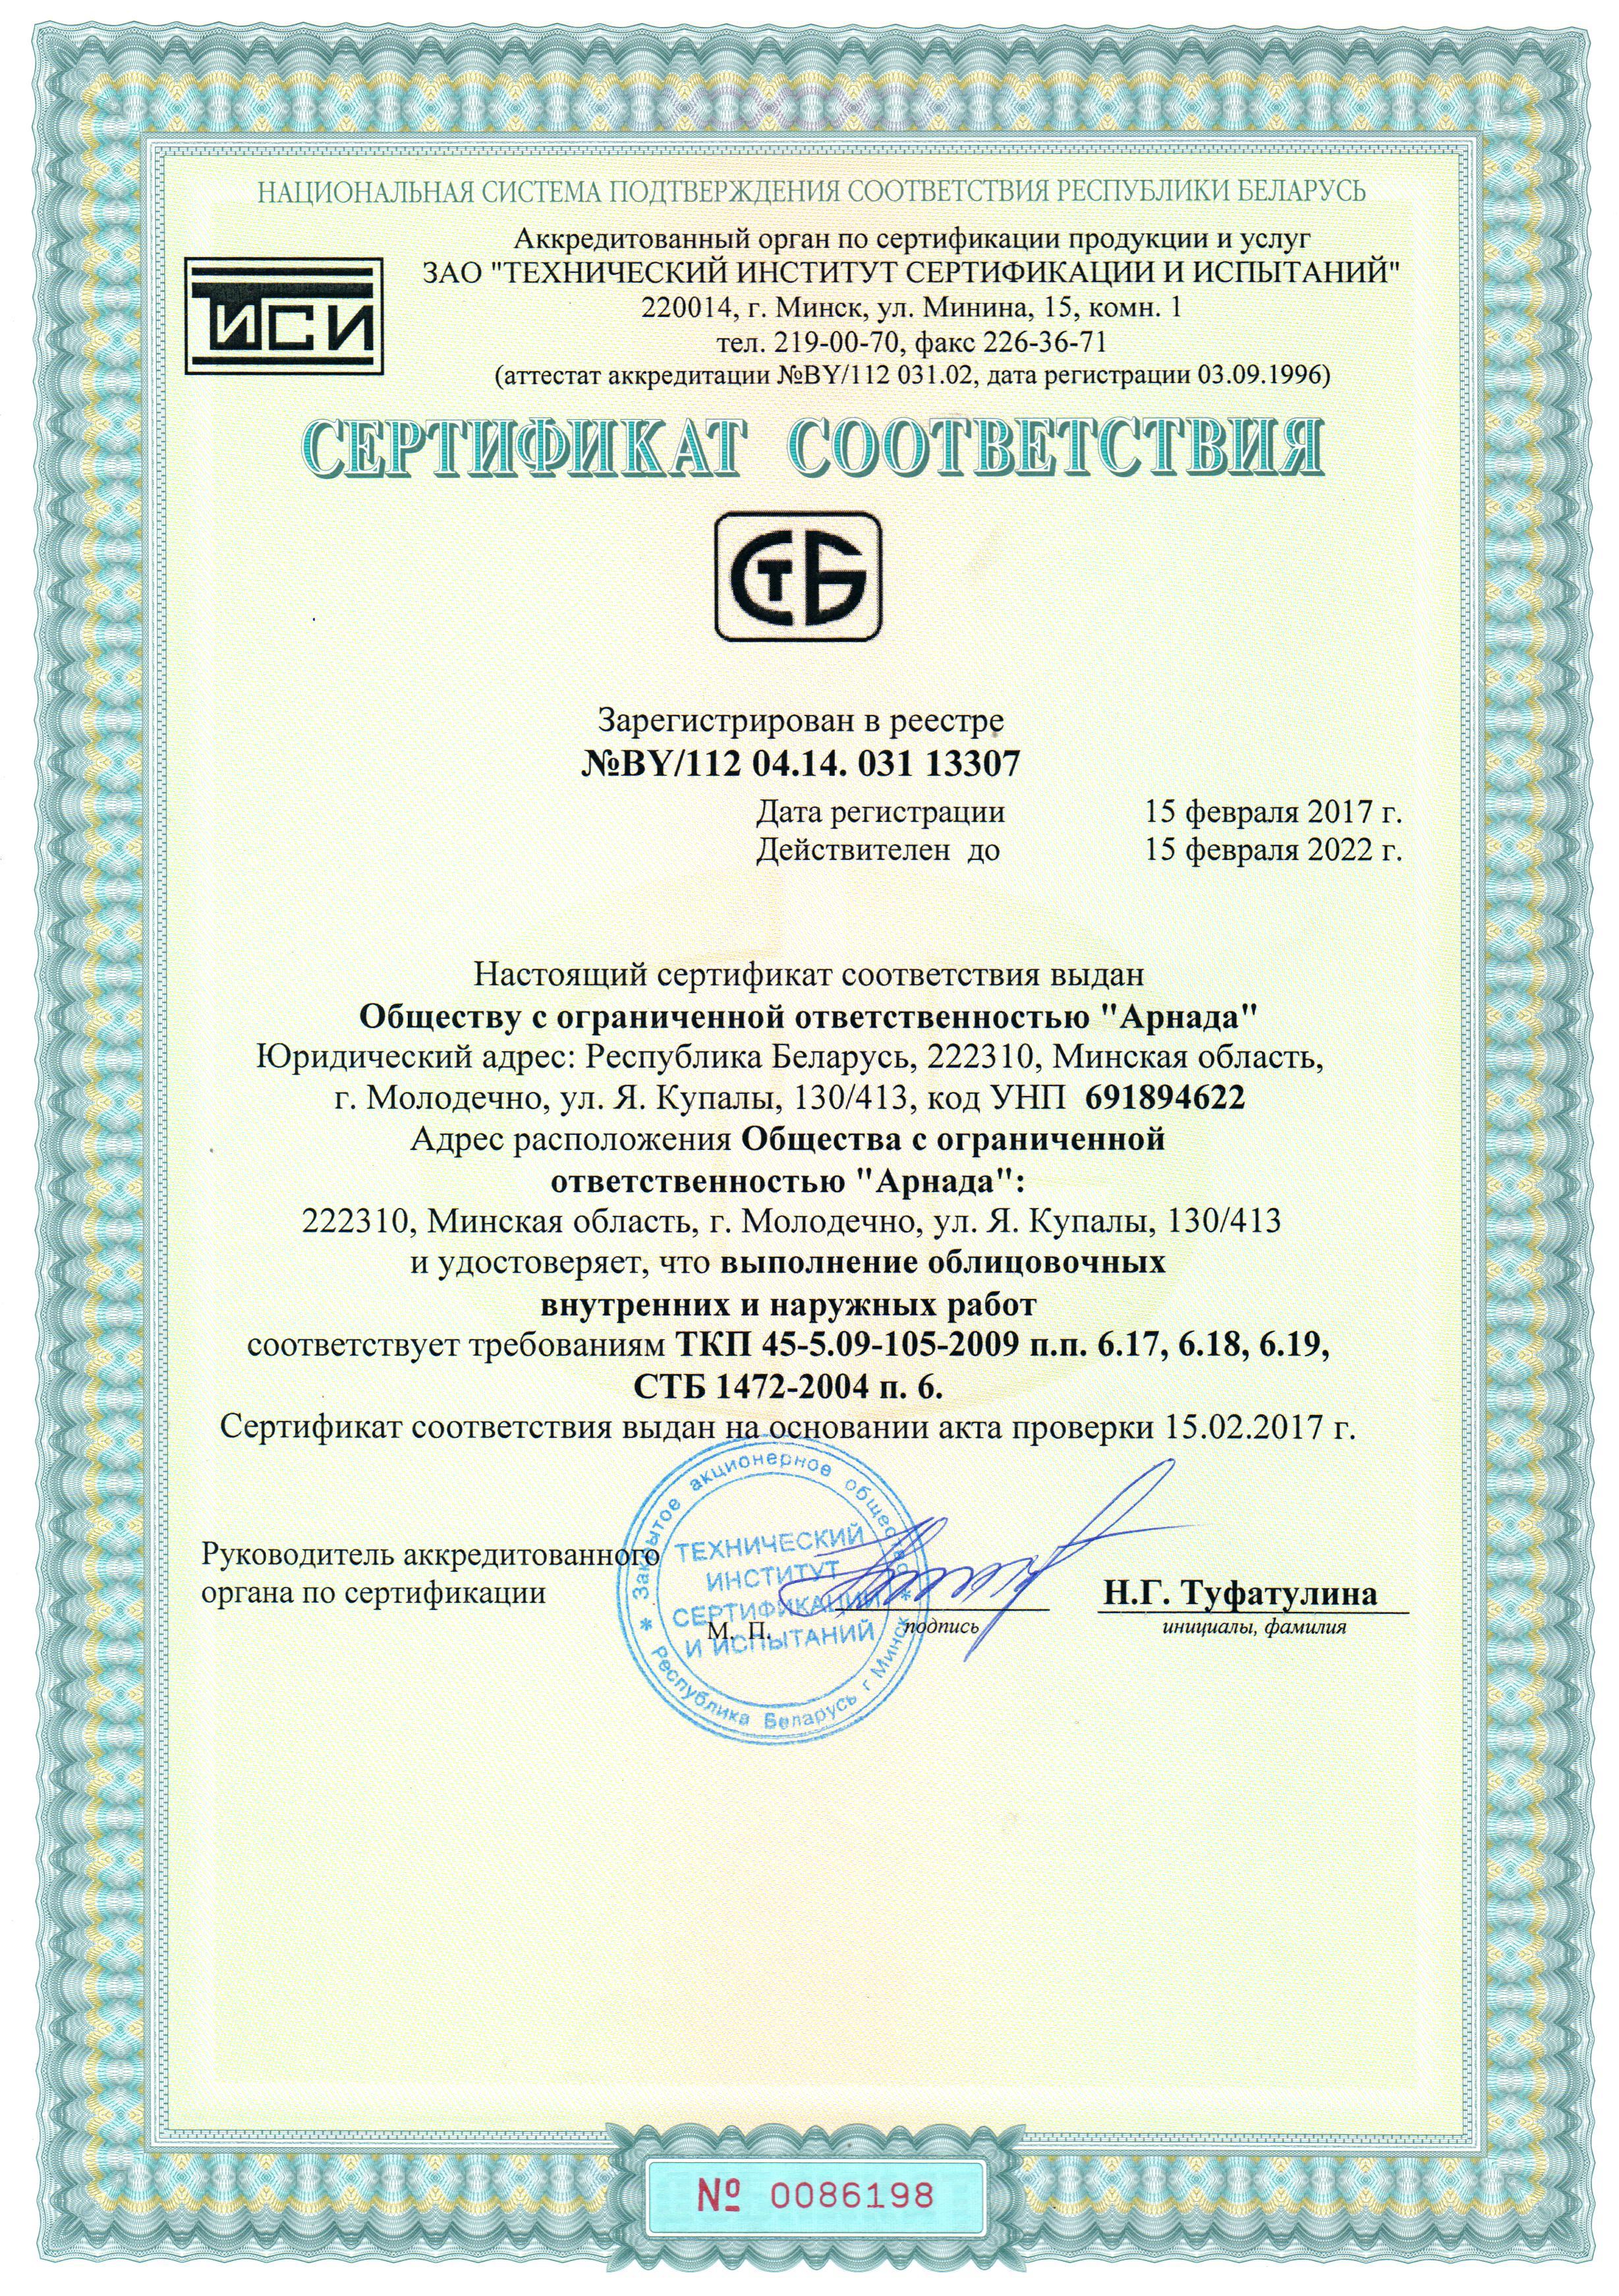 НАЦИОНАЛЬНАЯ СИСТЕМА ПОДТВЕРЖДЕНИЯ СООТВЕТСТВИЯ РЕСПУБЛИКИ БЕЛАРУСЬ
Аккредитованный орган по сертификации продукции и услуг
ЗАО "ТЕХНИЧЕСКИЙ ИНСТИТУТ СЕРТИФИКАЦИИ И ИСПЫТАНИЙ"
220014, г. Минск, ул. Минина, 15, комн. 1
тел. 219-00-70, факс 226-36-71
(аттестат аккредитации №BY/112 031.02, дата регистрации 03.09.1996)
ТИСИ
СЕРТИФИКАТ СООТВЕТСТВИЯ
СТБ
Зарегистрирован в реестре
№BY/112 04.14. 031 13307
Дата регистрации 15 февраля 2017 г.
Действителен до 15 февраля 2022 г.
Настоящий сертификат соответствия выдан
Обществу с ограниченной ответственностью "Арнада"
Юридический адрес: Республика Беларусь, 222310, Минская область,
г. Молодечно, ул. Я. Купалы, 130/413, код УНП 691894622
Адрес расположения Общества с ограниченной
ответственностью "Арнада":
222310, Минская область, г. Молодечно, ул. Я. Купалы, 130/413
и удостоверяет, что выполнение облицовочных
внутренних и наружных работ
соответствует требованиям ТКП 45-5.09-105-2009 п.п. 6.17, 6.18, 6.19,
СТБ 1472-2004 п. 6.
Сертификат соответствия выдан на основании акта проверки 15.02.2017 г.
Руководитель аккредитованного
органа по сертификации
М. П.
подпись
Н.Г. Туфатулина
инициалы, фамилия
Закрытое акционерное общество
ТЕХНИЧЕСКИЙ
ИНСТИТУТ
СЕРТИФИКАЦИИ
И ИСПЫТАНИЙ
* Республика Беларусь г Минск *
№ 0086198